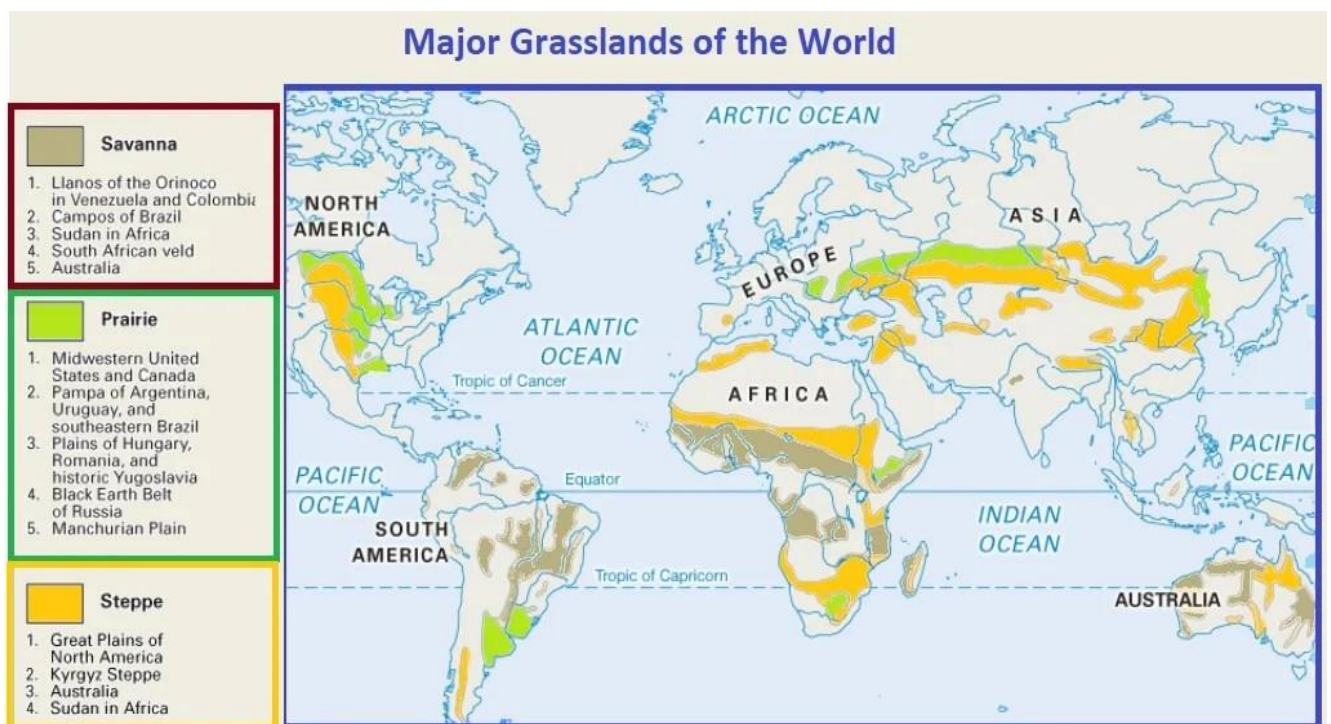 Major Grasslands of the World
Savanna
1. Llanos of the Orinoco
in Venezuela and Colombia
2. Campos of Brazil
3. Sudan in Africa
4. South African veld
5. Australia
Prairie
1. Midwestern United
States and Canada
2. Pampa of Argentina,
Uruguay, and
southeastern Brazil
3. Plains of Hungary,
Romania, and
historic Yugoslavia
4. Black Earth Belt
of Russia
5. Manchurian Plain
Steppe
1. Great Plains of
North America
2. Kyrgyz Steppe
3. Australia
4. Sudan in Africa
ARCTIC OCEAN
NORTH
AMERICA
ASIA
EUROPE
ATLANTIC
OCEAN
Tropic of Cancer
AFRICA
PACIFIC
OCEAN
Equator
PACIFIC
OCEAN
SOUTH
AMERICA
INDIAN
OCEAN
Tropic of Capricorn
AUSTRALIA